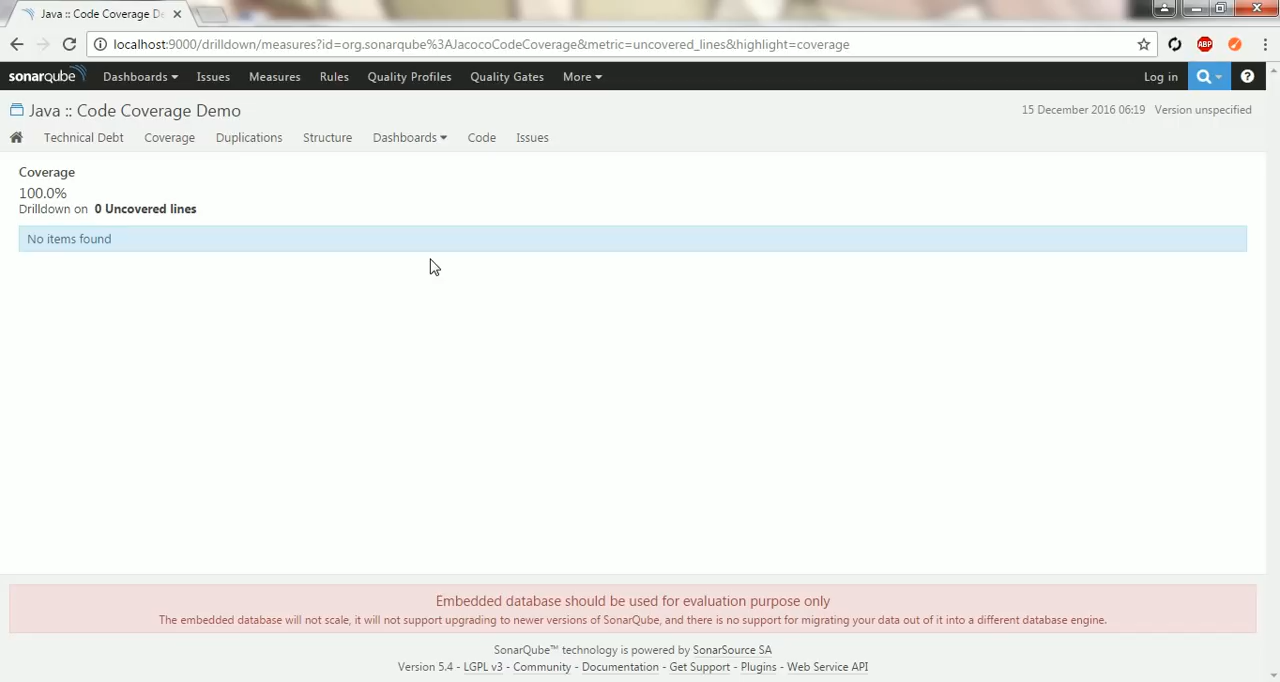 Java :: Code Coverage De
localhost:9000/drilldown/measures?id=org.sonarqube%3AJacocoCodeCoverage&metric=uncovered_lines&highlight=coverage
ABP
sonarqube Dashboards Issues Measures Rules Quality Profiles Quality Gates More Log in ?
Java :: Code Coverage Demo 15 December 2016 06:19 Version unspecified
Technical Debt Coverage Duplications Structure Dashboards Code Issues
Coverage
100.0%
Drilldown on 0 Uncovered lines
No items found
Embedded database should be used for evaluation purpose only
The embedded database will not scale, it will not support upgrading to newer versions of SonarQube, and there is no support for migrating your data out of it into a different database engine.
SonarQube™ technology is powered by SonarSource SA
Version 5.4 - LGPL v3 - Community - Documentation - Get Support - Plugins - Web Service API